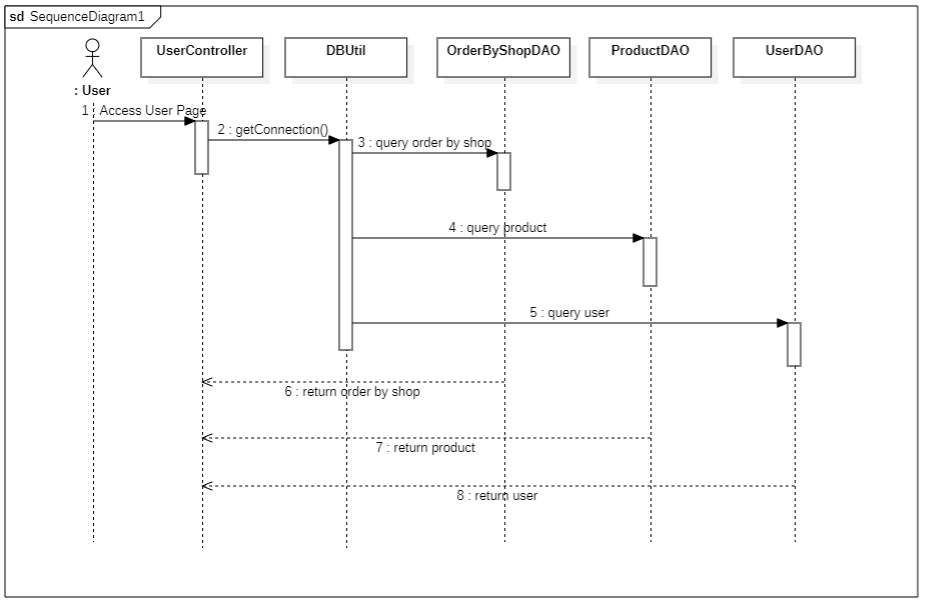 sd SequenceDiagram1
UserController
DBUtil
OrderByShopDAO
ProductDAO
UserDAO
: User
1 : Access User Page
2 : getConnection()
3 : query order by shop
4 : query product
5 : query user
6 : return order by shop
7 : return product
8 : return user